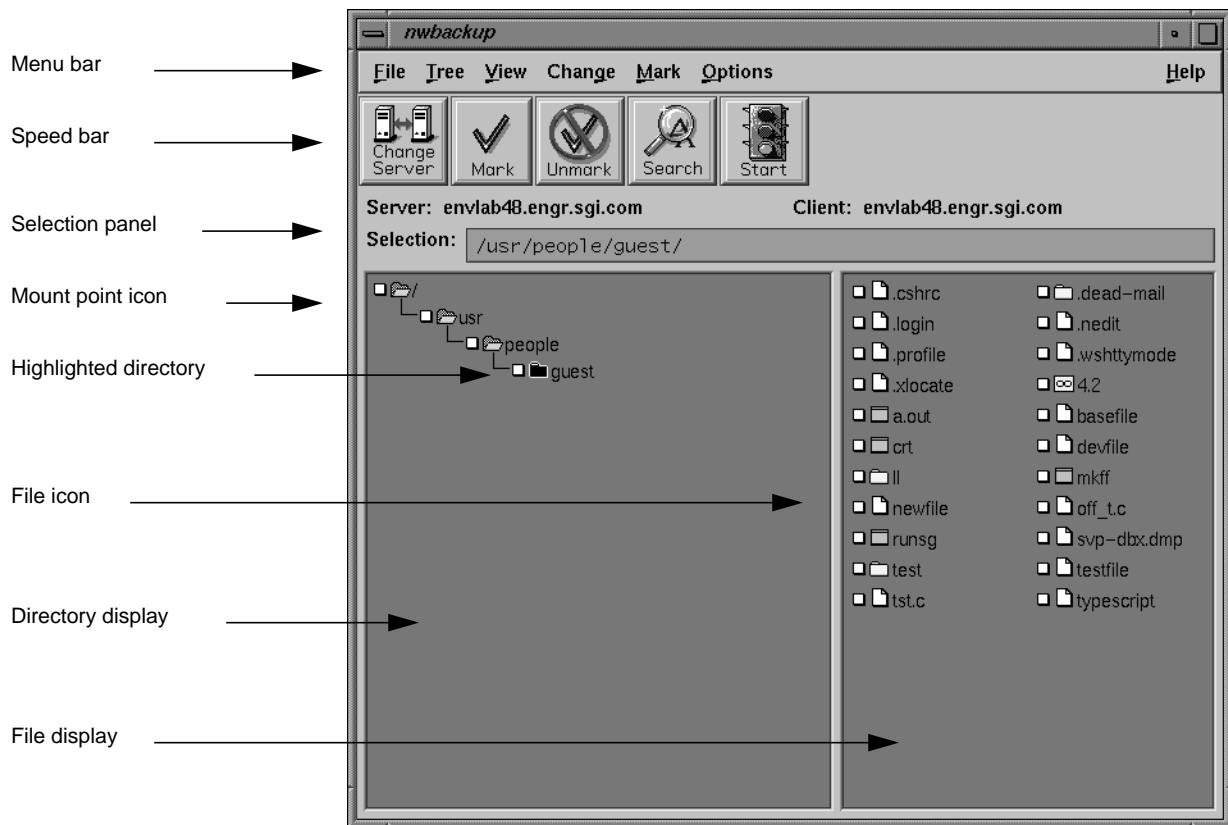 nwbackup
Menu bar
File Tree View Change Mark Options Help
Speed bar
Change Server
Mark
Unmark
Search
Start
Server: envlab48.engr.sgi.com Client: envlab48.engr.sgi.com
Selection panel
Selection: /usr/people/guest/
Mount point icon
/
usr
people
Highlighted directory
guest
File icon
Directory display
File display
.cshrc .dead-mail
.login .nedit
.profile .wshttymode
.xlocate 4.2
a.out basefile
crt devfile
ll mkff
newfile off_t.c
runsg svp-dbx.dmp
test testfile
tst.c typescript